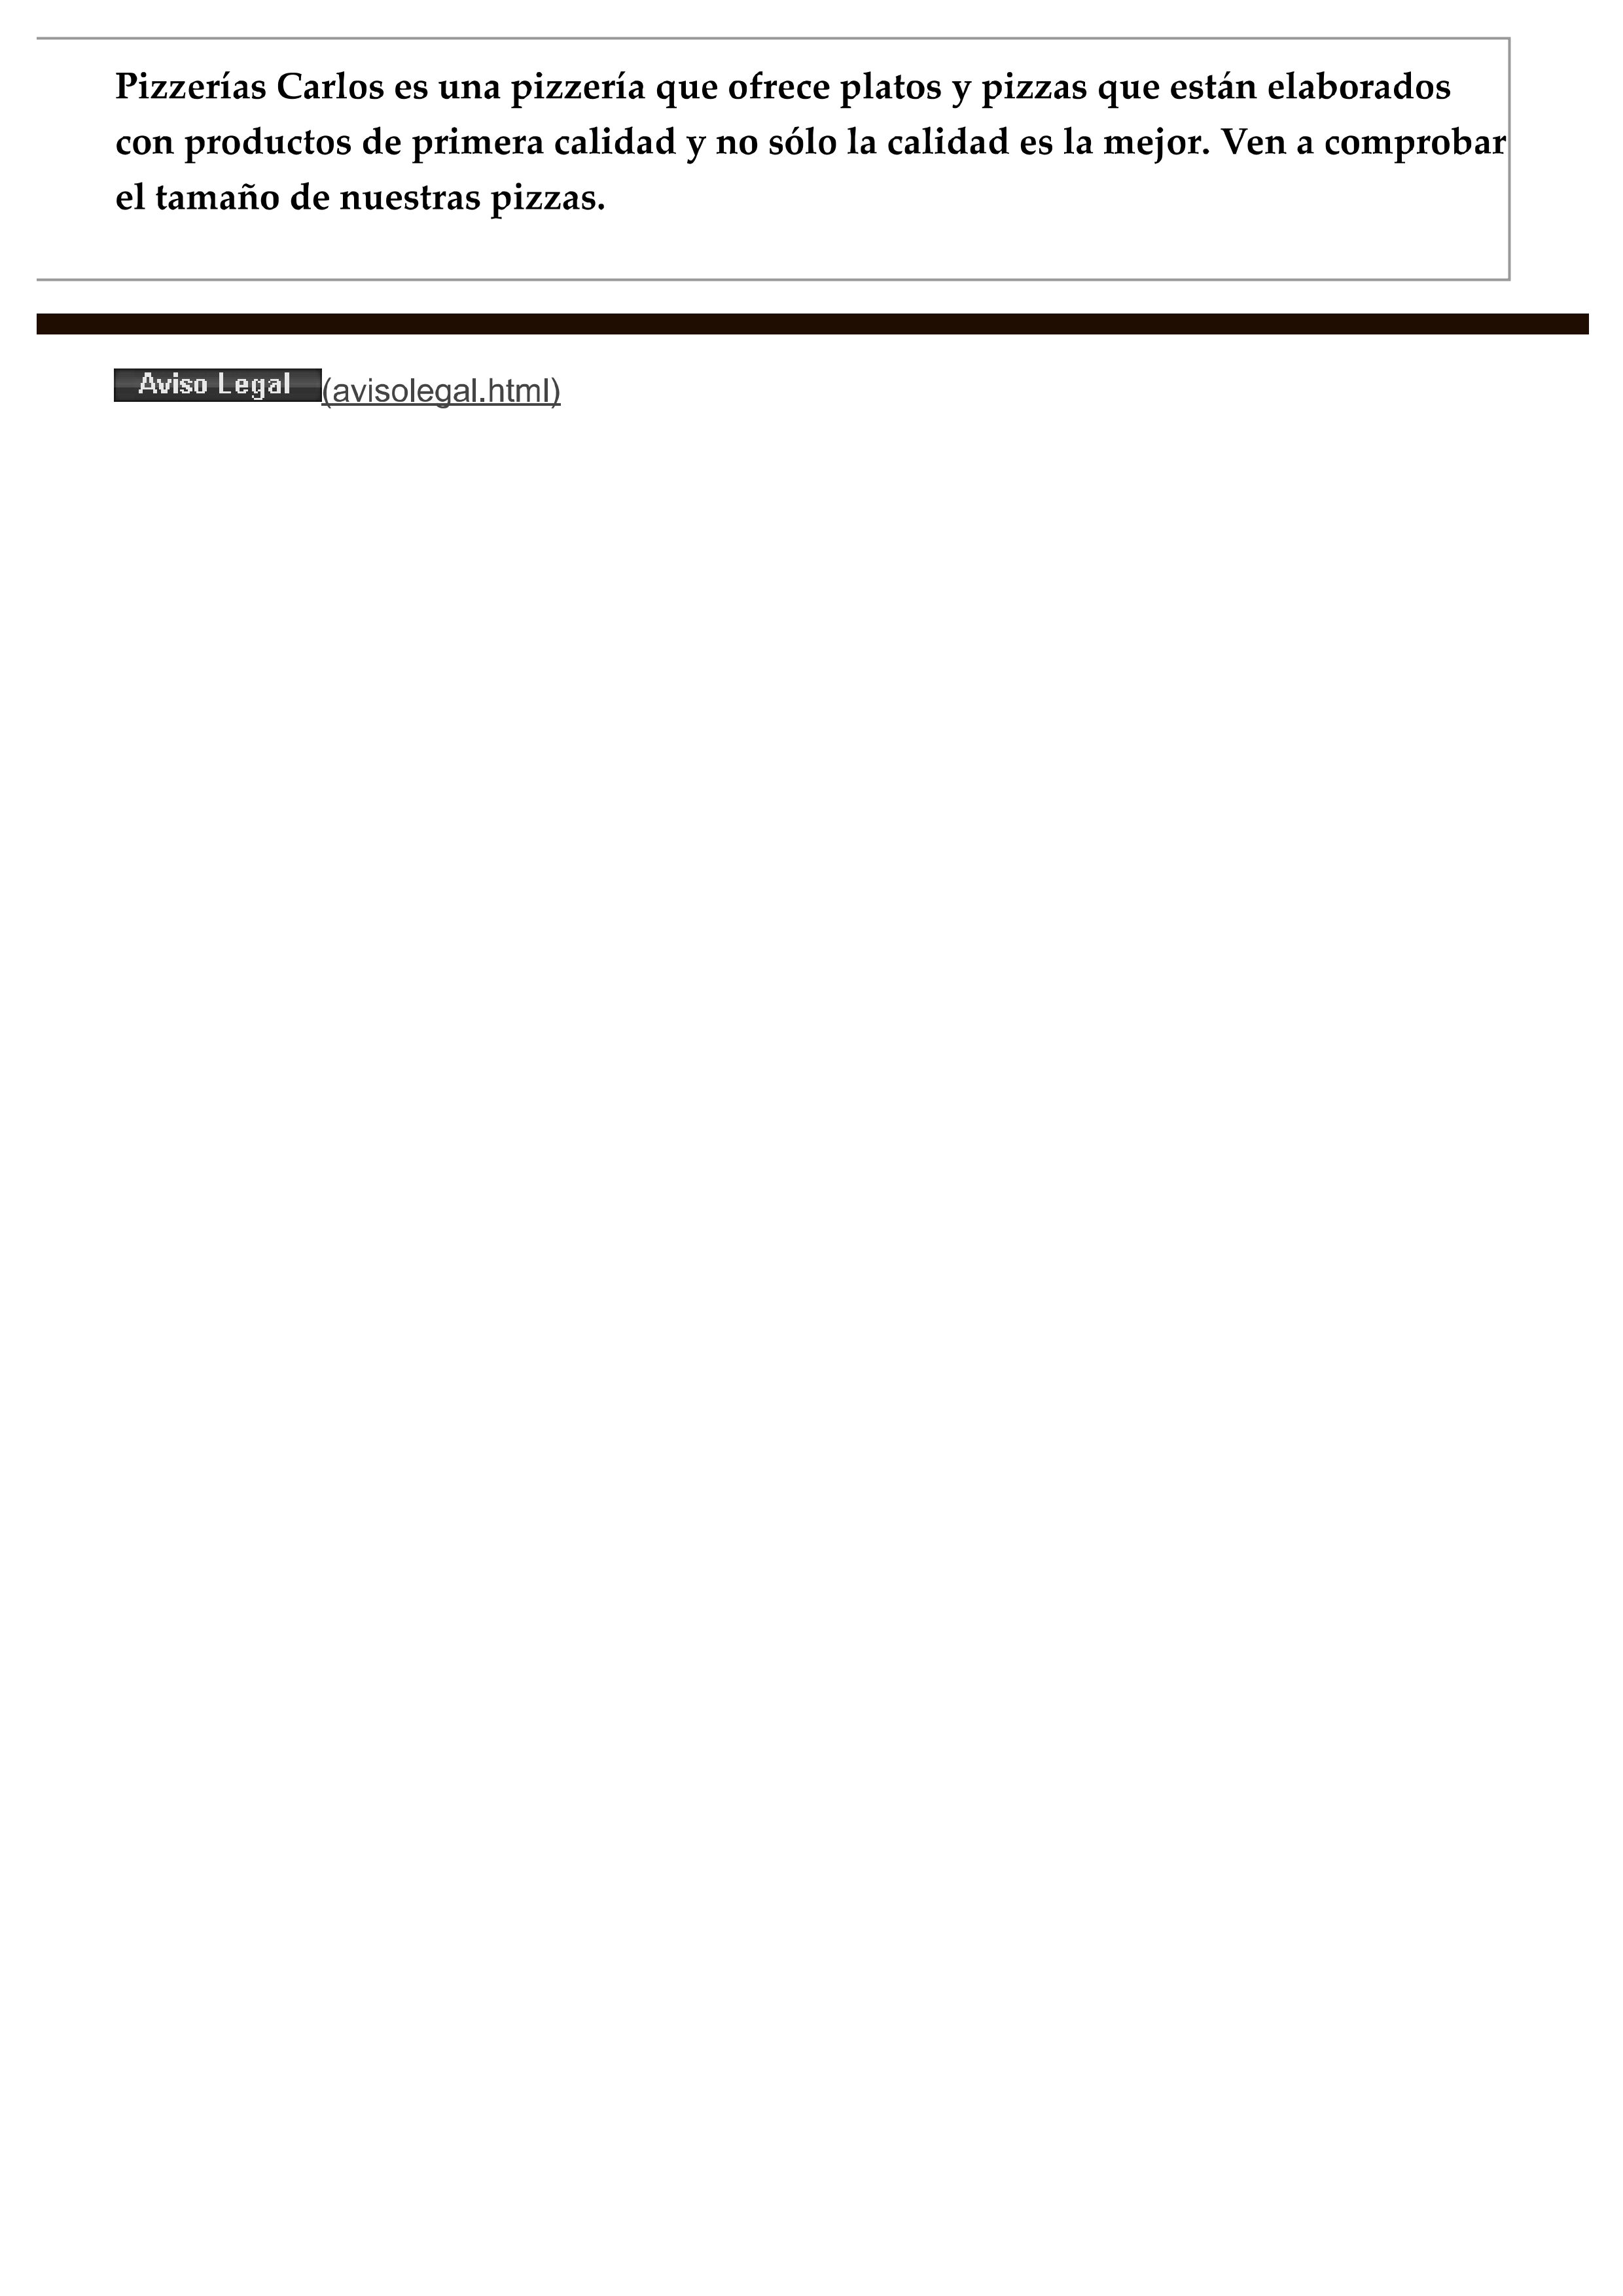 Pizzerías Carlos es una pizzería que ofrece platos y pizzas que están elaborados
con productos de primera calidad y no sólo la calidad es la mejor. Ven a comprobar
el tamaño de nuestras pizzas.
Aviso Legal (avisolegal.html)